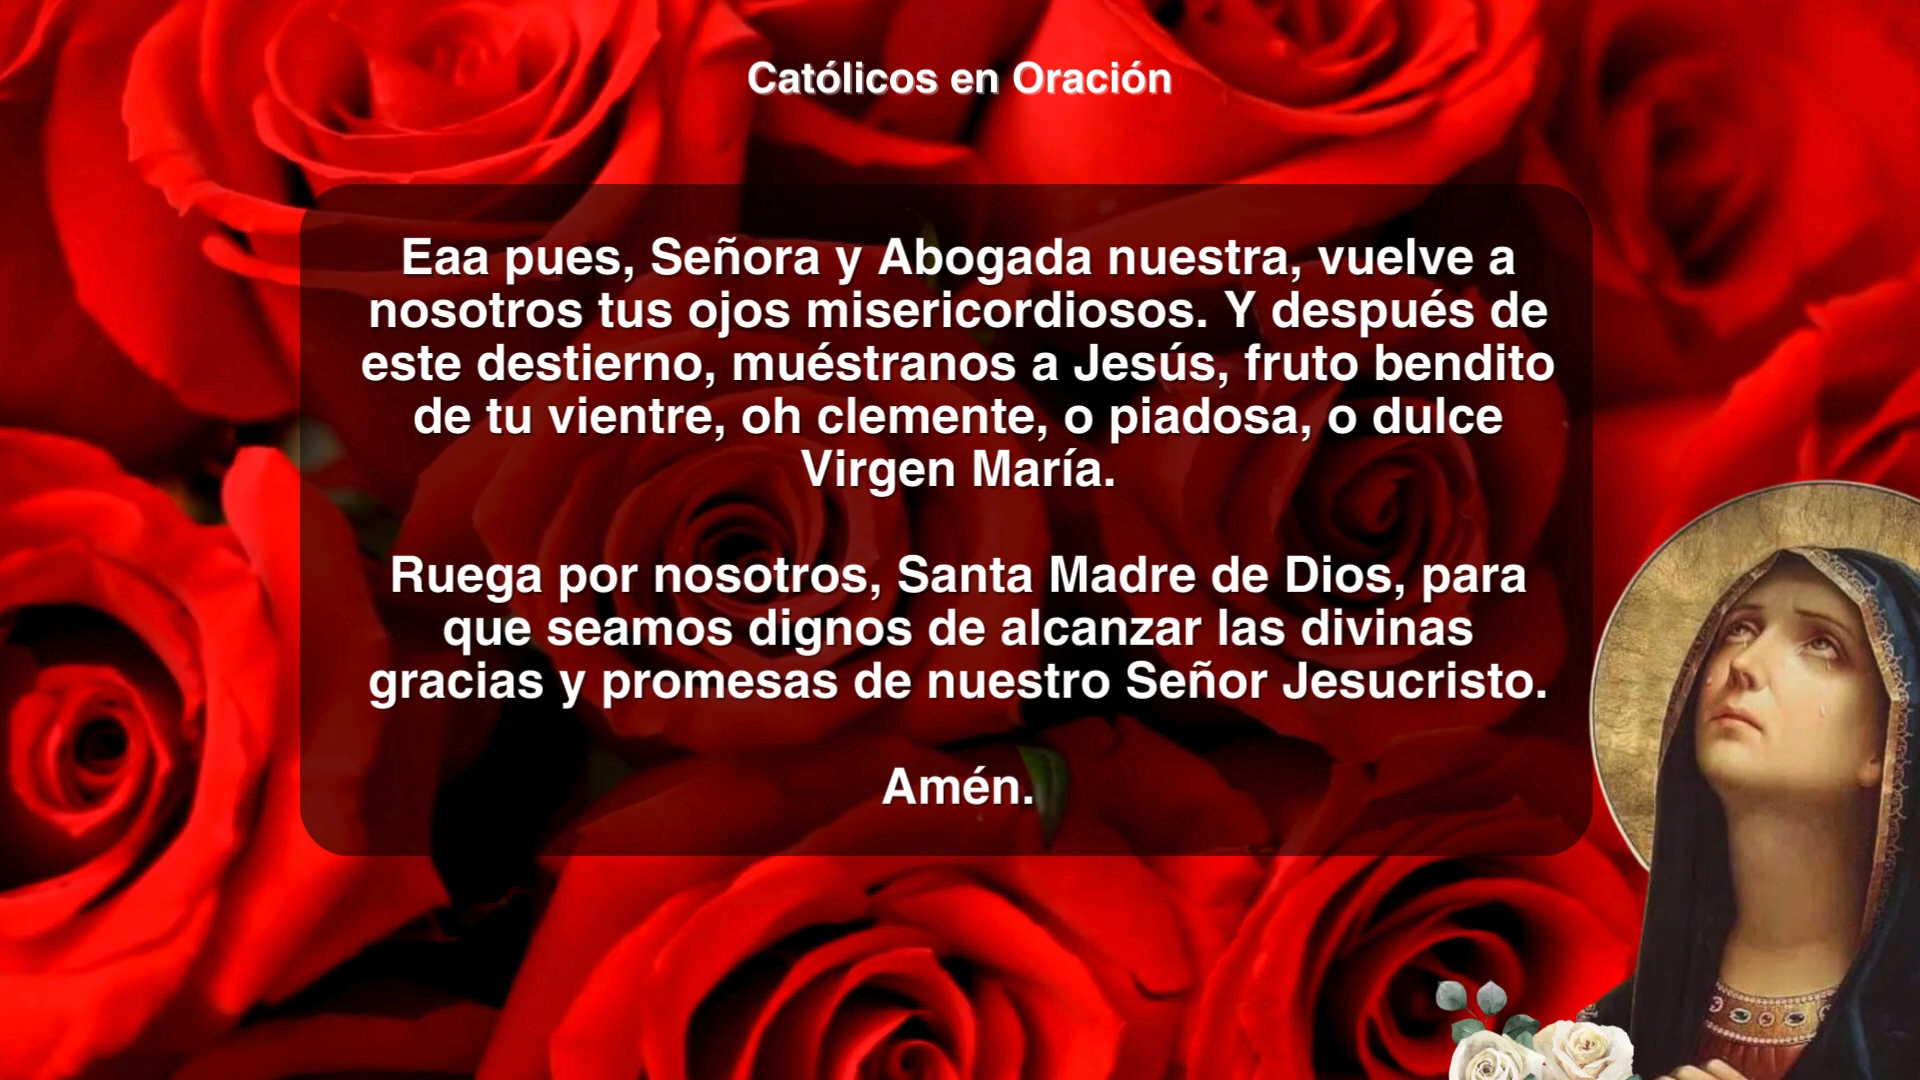 Católicos en Oración
Eaa pues, Señora y Abogada nuestra, vuelve a
nosotros tus ojos misericordiosos. Y después de
este destierno, muéstranos a Jesús, fruto bendito
de tu vientre, oh clemente, o piadosa, o dulce
Virgen María.
Ruega por nosotros, Santa Madre de Dios, para
que seamos dignos de alcanzar las divinas
gracias y promesas de nuestro Señor Jesucristo.
Amén.